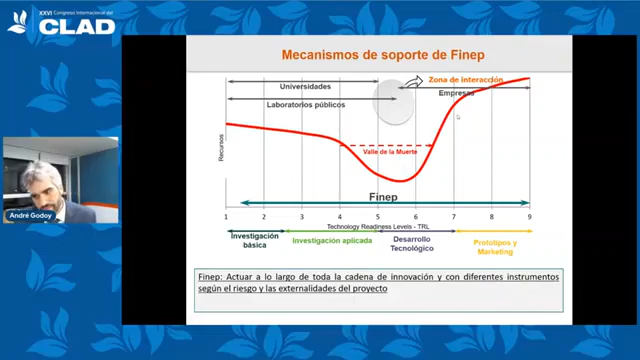 XXVI Congreso Internacional del
CLAD
Mecanismos de soporte de Finep
Universidades
Zona de interacción
Empresas
Laboratorios públicos
Recursos
Valle de la Muerte
Finep
1 2 3 4 5 6 7 8 9
Technology Readiness Levels - TRL
Investigación
básica
Investigación aplicada
Desarrollo
Tecnológico
Prototipos y
Marketing
André Godoy
Finep: Actuar a lo largo de toda la cadena de innovación y con diferentes instrumentos
según el riesgo y las externalidades del proyecto